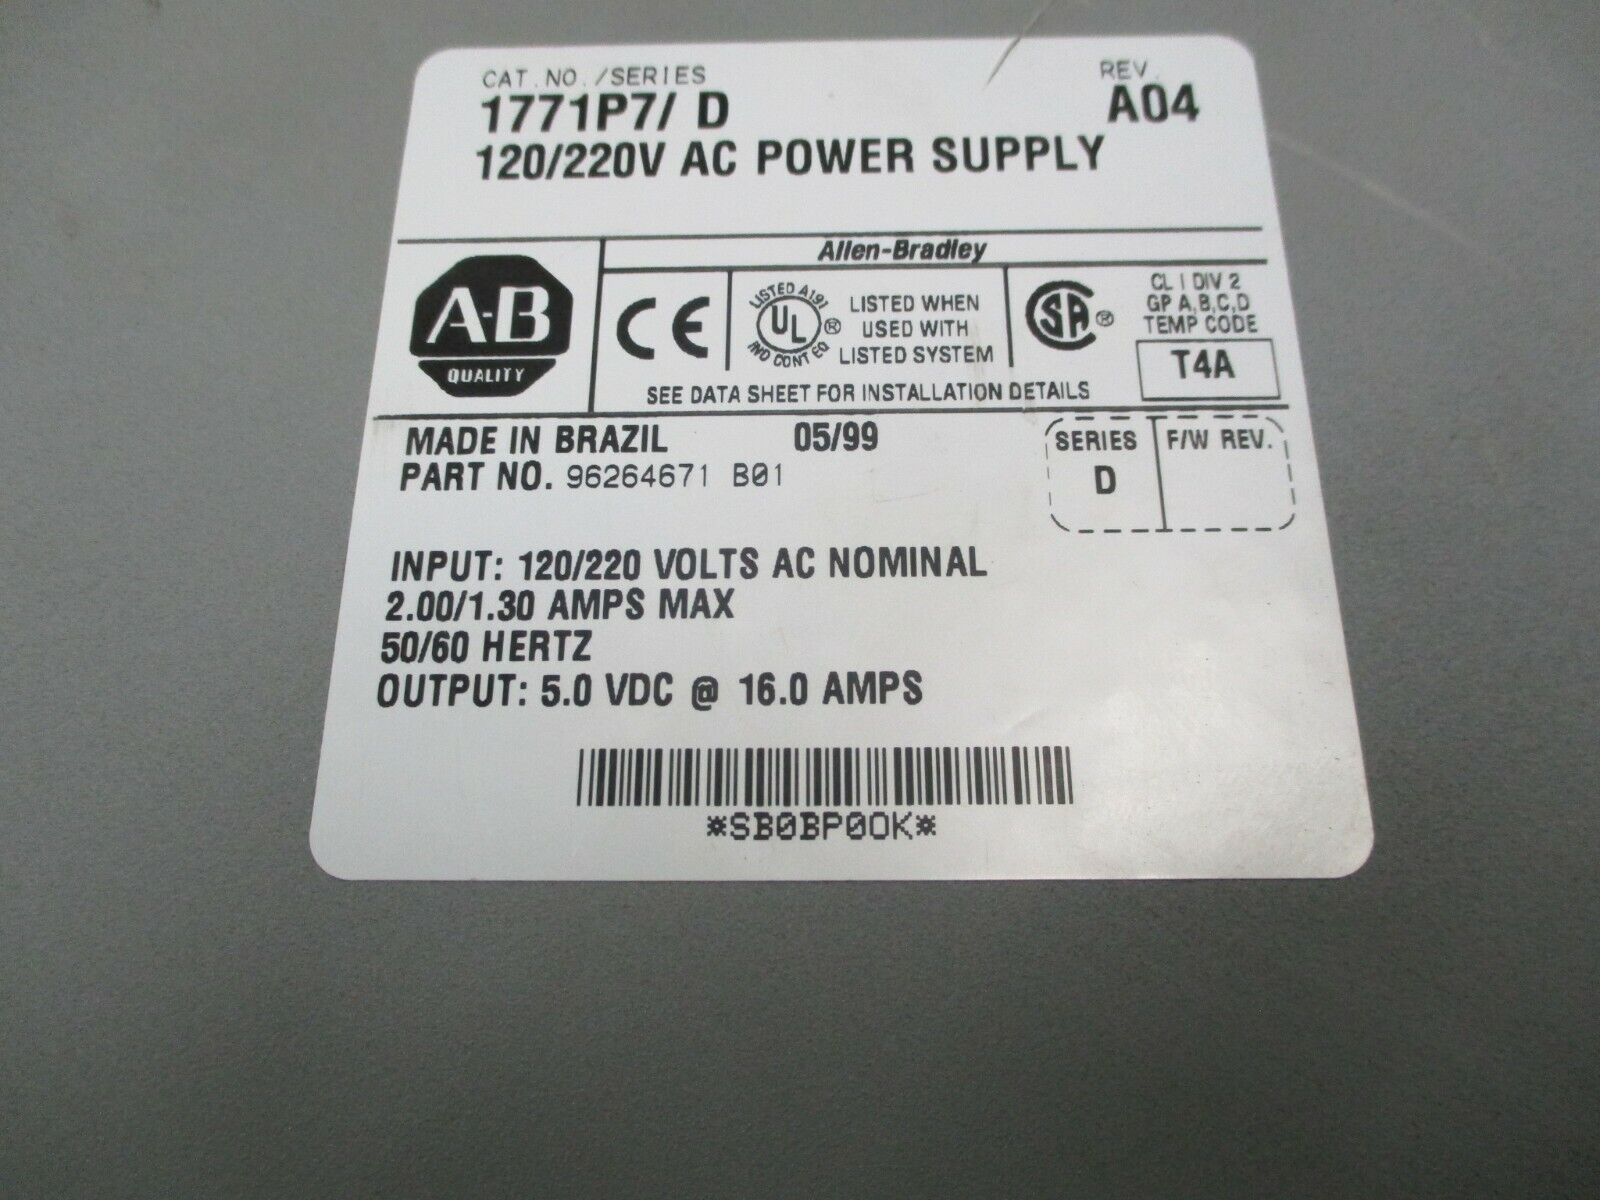 CAT.NO./SERIES REV.
1771P7/ D A04
120/220V AC POWER SUPPLY
Allen-Bradley
A-B
QUALITY
CE
LISTED A191
UL ®
IND CONT EQ
LISTED WHEN
USED WITH
LISTED SYSTEM
SA ®
CL I DIV 2
GP A,B,C,D
TEMP CODE
T4A
SEE DATA SHEET FOR INSTALLATION DETAILS
MADE IN BRAZIL 05/99
PART NO. 96264671 B01
SERIES F/W REV.
D
INPUT: 120/220 VOLTS AC NOMINAL
2.00/1.30 AMPS MAX
50/60 HERTZ
OUTPUT: 5.0 VDC @ 16.0 AMPS
*SB0BP0OK*